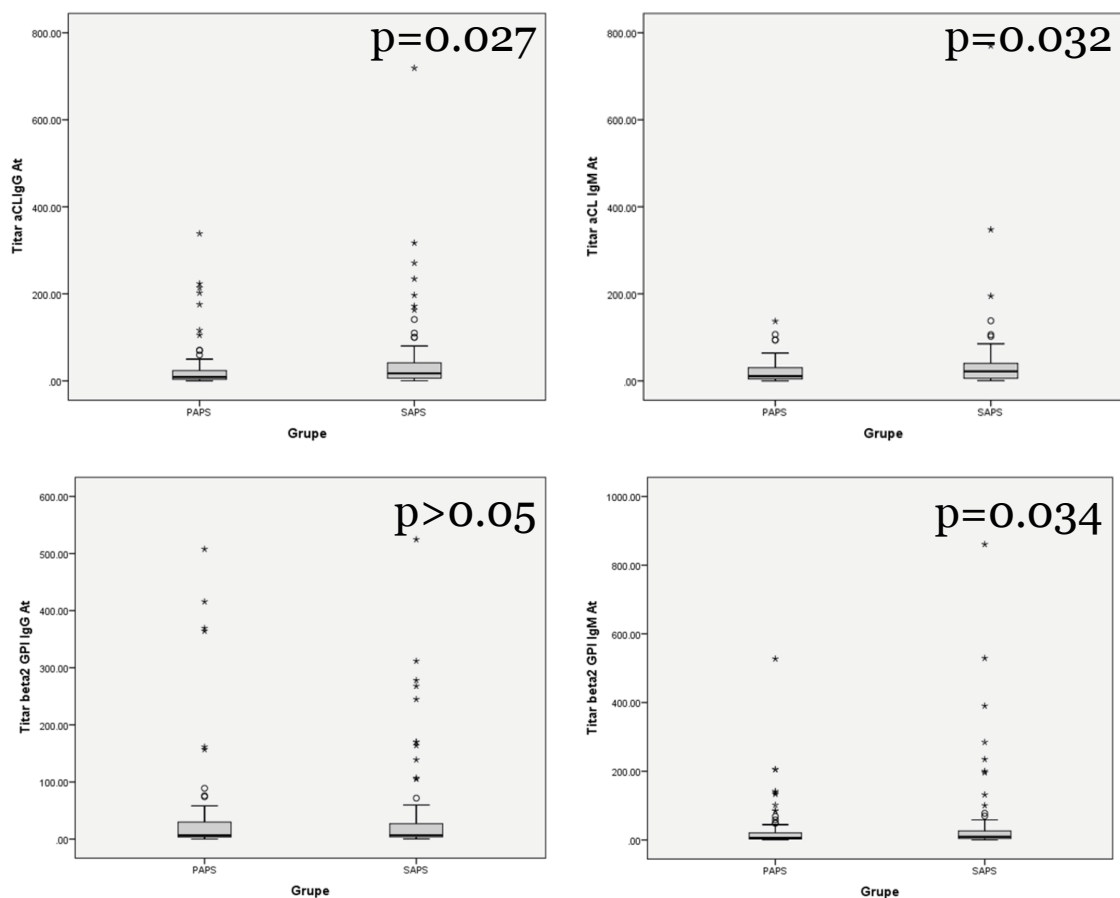 p=0.027
800.00
600.00
400.00
200.00
.00
Titar aCLIgG At
PAPS
SAPS
Grupe
p=0.032
800.00
600.00
400.00
200.00
.00
Titar aCL IgM At
PAPS
SAPS
Grupe
p>0.05
600.00
500.00
400.00
300.00
200.00
100.00
.00
Titar beta2 GPI IgG At
PAPS
SAPS
Grupe
p=0.034
1000.00
800.00
600.00
400.00
200.00
.00
Titar beta2 GPI IgM At
PAPS
SAPS
Grupe